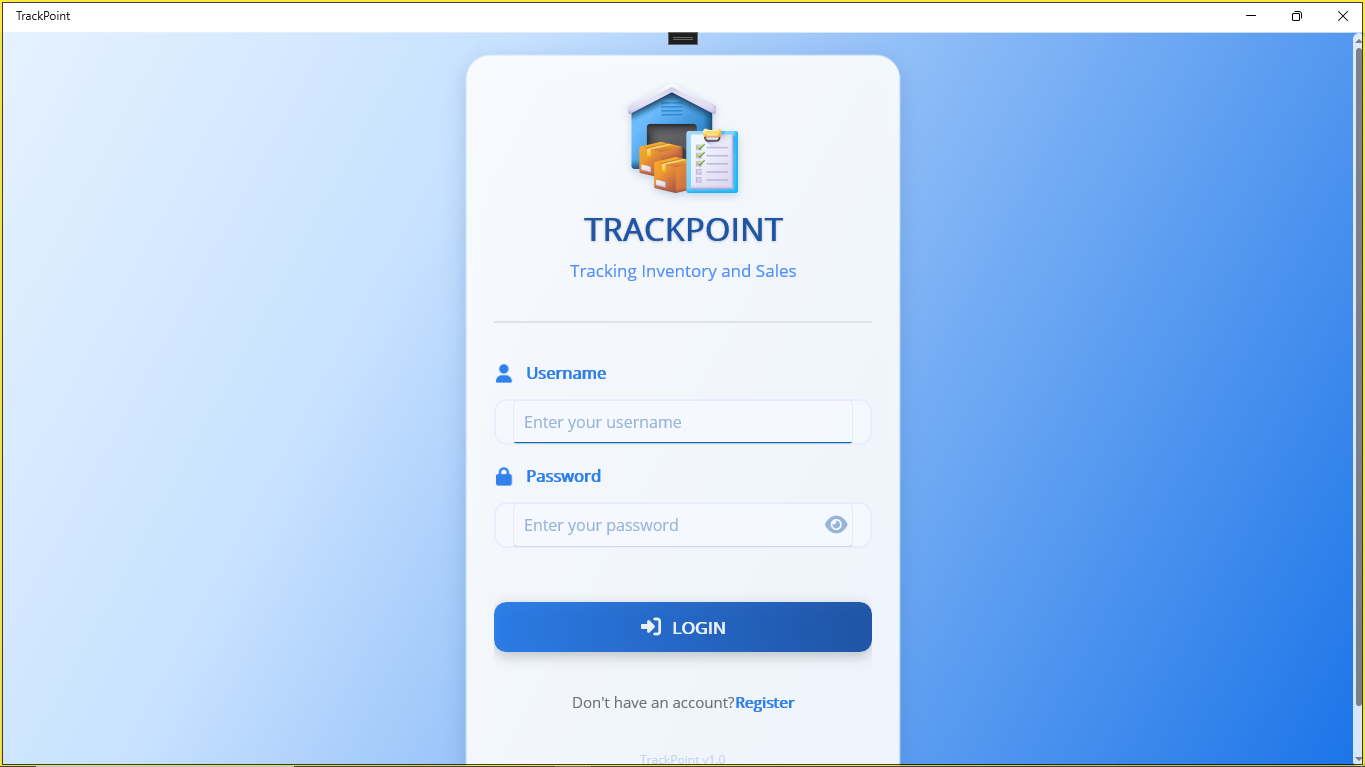 TrackPoint
TRACKPOINT
Tracking Inventory and Sales
Username
Enter your username
Password
Enter your password
LOGIN
Don't have an account?Register
TrackPoint v1.0